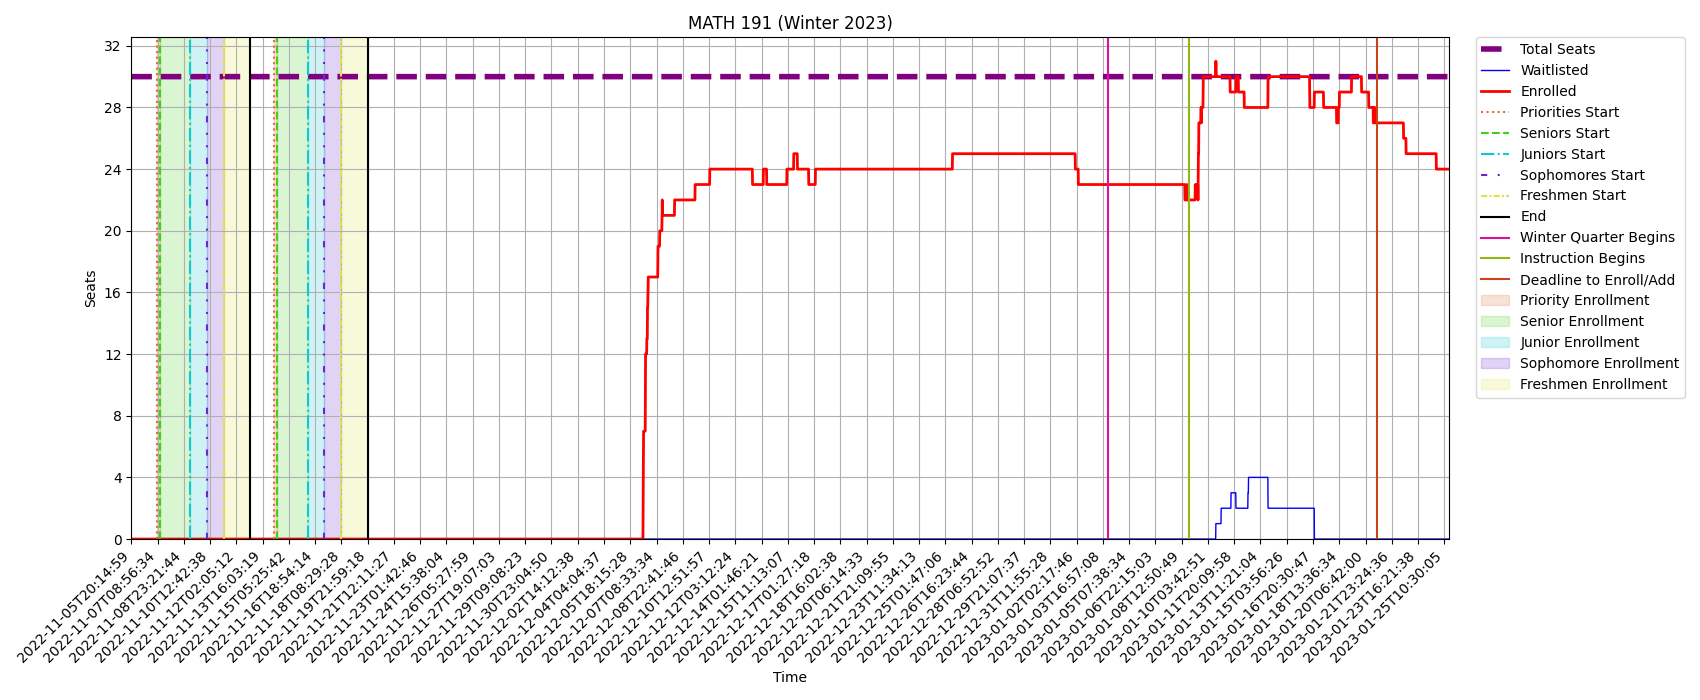 MATH 191 (Winter 2023)
Seats
32
28
24
20
16
12
8
4
0
2022-11-05T20:14:59
2022-11-07T08:56:34
2022-11-08T23:21:44
2022-11-10T12:42:38
2022-11-12T02:05:12
2022-11-13T16:03:19
2022-11-15T05:25:42
2022-11-16T18:54:14
2022-11-18T08:29:28
2022-11-19T21:59:18
2022-11-21T12:11:27
2022-11-23T01:42:46
2022-11-24T15:38:04
2022-11-26T05:27:59
2022-11-27T19:07:03
2022-11-29T09:08:23
2022-11-30T23:04:50
2022-12-02T14:12:38
2022-12-04T04:04:37
2022-12-05T18:15:28
2022-12-07T08:33:34
2022-12-08T22:41:46
2022-12-10T12:51:57
2022-12-12T03:12:24
2022-12-14T01:46:21
2022-12-15T11:13:07
2022-12-17T01:27:18
2022-12-18T16:02:38
2022-12-20T06:14:33
2022-12-21T21:09:55
2022-12-23T11:34:13
2022-12-25T01:47:06
2022-12-26T16:23:44
2022-12-28T06:52:52
2022-12-29T21:07:37
2022-12-31T11:55:28
2023-01-02T02:17:46
2023-01-03T16:57:08
2023-01-05T07:38:34
2023-01-06T22:15:03
2023-01-08T12:50:49
2023-01-10T03:42:51
2023-01-11T20:09:58
2023-01-13T11:21:04
2023-01-15T03:56:26
2023-01-16T20:30:47
2023-01-18T13:36:34
2023-01-20T06:42:00
2023-01-21T23:24:36
2023-01-23T16:21:38
2023-01-25T10:30:05
Time
Total Seats
Waitlisted
Enrolled
Priorities Start
Seniors Start
Juniors Start
Sophomores Start
Freshmen Start
End
Winter Quarter Begins
Instruction Begins
Deadline to Enroll/Add
Priority Enrollment
Senior Enrollment
Junior Enrollment
Sophomore Enrollment
Freshmen Enrollment